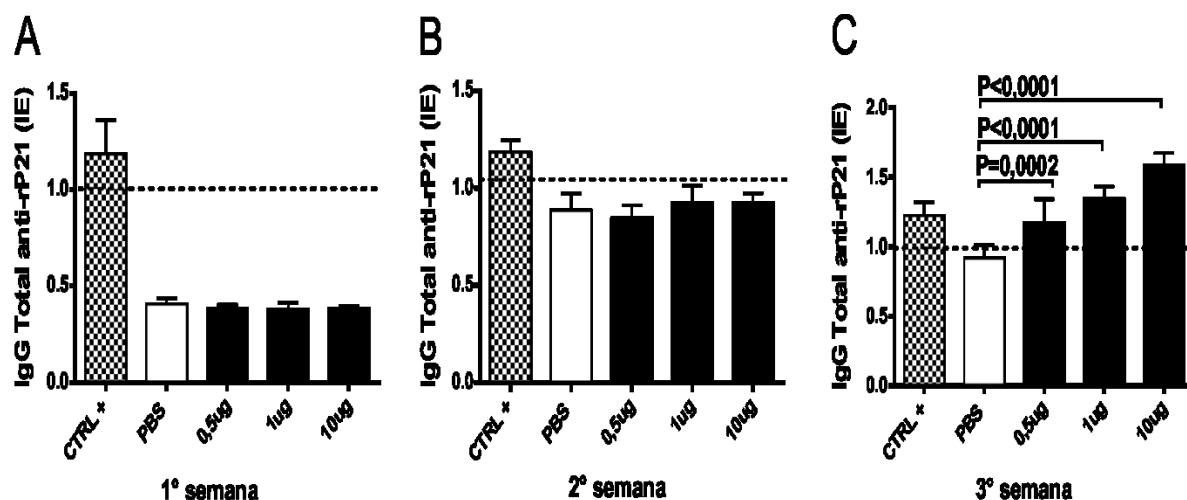 A
IgG Total anti-rP21 (IE)
1.5
1.0
0.5
0.0
CTRL +
PBS
0,5ug
1ug
10ug
1° semana
B
IgG Total anti-rP21 (IE)
1.5
1.0
0.5
0.0
CTRL +
PBS
0,5ug
1ug
10ug
2° semana
C
IgG Total anti-rP21 (IE)
2.0
1.5
1.0
0.5
0.0
P<0,0001
P<0,0001
P=0,0002
CTRL +
PBS
0,5ug
1ug
10ug
3° semana